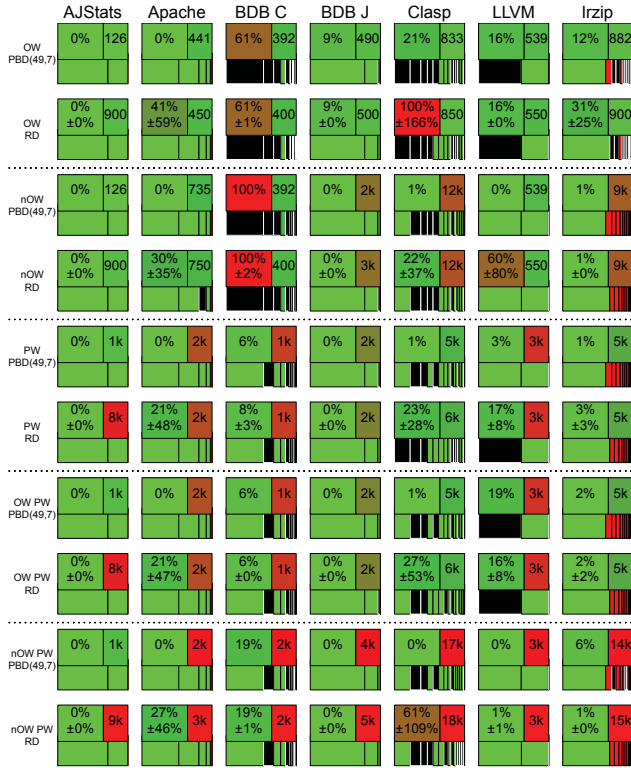 AJStats Apache BDB C BDB J Clasp LLVM lrzip
OW
PBD(49,7)
0% 126 0% 441 61% 392 9% 490 21% 833 16% 539 12% 882
OW
RD
0% 900 41% 450 61% 400 9% 500 100% 850 16% 550 31% 900
±0% ±59% ±1% ±0% ±166% ±0% ±25%
nOW
PBD(49,7)
0% 126 0% 735 100% 392 0% 2k 1% 12k 0% 539 1% 9k
nOW
RD
0% 900 30% 750 100% 400 0% 3k 22% 12k 60% 550 1% 9k
±0% ±35% ±2% ±0% ±37% ±80% ±0%
PW
PBD(49,7)
0% 1k 0% 2k 6% 1k 0% 2k 1% 5k 3% 3k 1% 5k
PW
RD
0% 8k 21% 2k 8% 1k 0% 2k 23% 6k 17% 3k 3% 5k
±0% ±48% ±3% ±0% ±28% ±8% ±3%
OW PW
PBD(49,7)
0% 1k 0% 2k 6% 1k 0% 2k 1% 5k 19% 3k 2% 5k
OW PW
RD
0% 8k 21% 2k 6% 1k 0% 2k 27% 6k 16% 3k 2% 5k
±0% ±47% ±0% ±0% ±53% ±8% ±2%
nOW PW
PBD(49,7)
0% 1k 0% 2k 19% 2k 0% 4k 0% 17k 0% 3k 6% 14k
nOW PW
RD
0% 9k 27% 3k 19% 2k 0% 5k 61% 18k 1% 3k 1% 15k
±0% ±46% ±1% ±0% ±109% ±1% ±0%